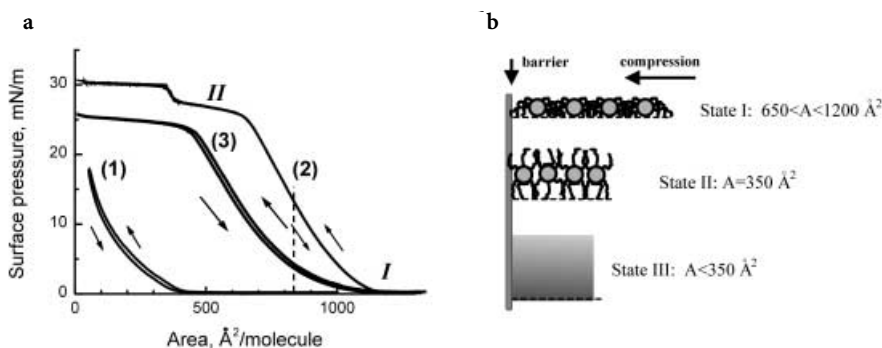 a
b
Surface pressure, mN/m
30
20
10
0
0
500
1000
Area, Å²/molecule
(1)
(2)
(3)
II
I
barrier
compression
State I: 650<A<1200 Å²
State II: A=350 Å²
State III: A<350 Å²